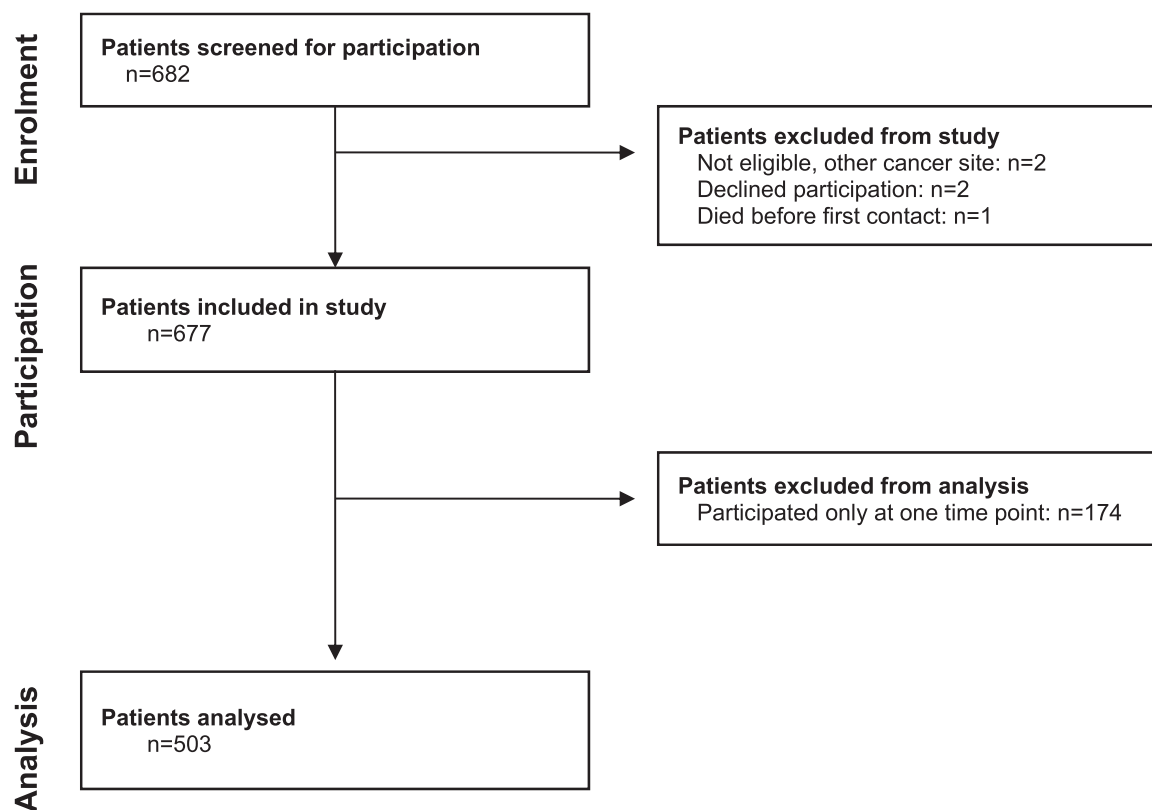 Enrolment
Patients screened for participation
n=682
Patients excluded from study
Not eligible, other cancer site: n=2
Declined participation: n=2
Died before first contact: n=1
Participation
Patients included in study
n=677
Patients excluded from analysis
Participated only at one time point: n=174
Analysis
Patients analysed
n=503